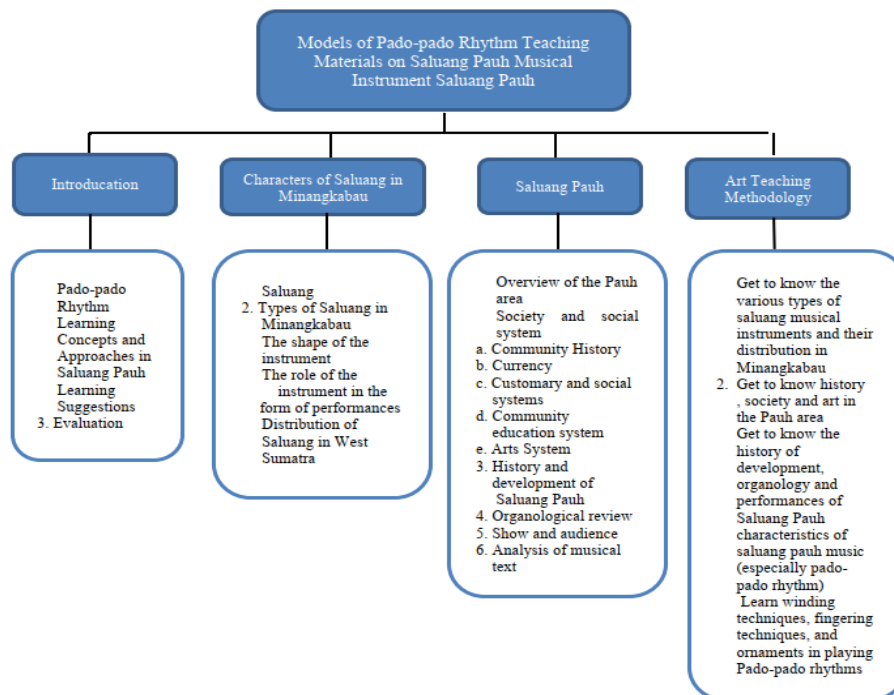 Models of Pado-pado Rhythm Teaching
Materials on Saluang Pauh Musical
Instrument Saluang Pauh
Introducation
Characters of Saluang in
Minangkabau
Saluang Pauh
Art Teaching
Methodology
Pado-pado
Rhythm
Learning
Concepts and
Approaches in
Saluang Pauh
Learning
Suggestions
3. Evaluation
Saluang
2. Types of Saluang in
Minangkabau
The shape of the
instrument
The role of the
instrument in the
form of performances
Distribution of
Saluang in West
Sumatra
Overview of the Pauh
area
Society and social
system
a. Community History
b. Currency
c. Customary and social
systems
d. Community
education system
e. Arts System
3. History and
development of
Saluang Pauh
4. Organological review
5. Show and audience
6. Analysis of musical
text
Get to know the
various types of
saluang musical
instruments and their
distribution in
Minangkabau
2. Get to know history
, society and art in
the Pauh area
Get to know the
history of
development,
organology and
performances of
Saluang Pauh
characteristics of
saluang pauh music
(especially pado-
pado rhythm)
Learn winding
techniques, fingering
techniques, and
ornaments in playing
Pado-pado rhythms